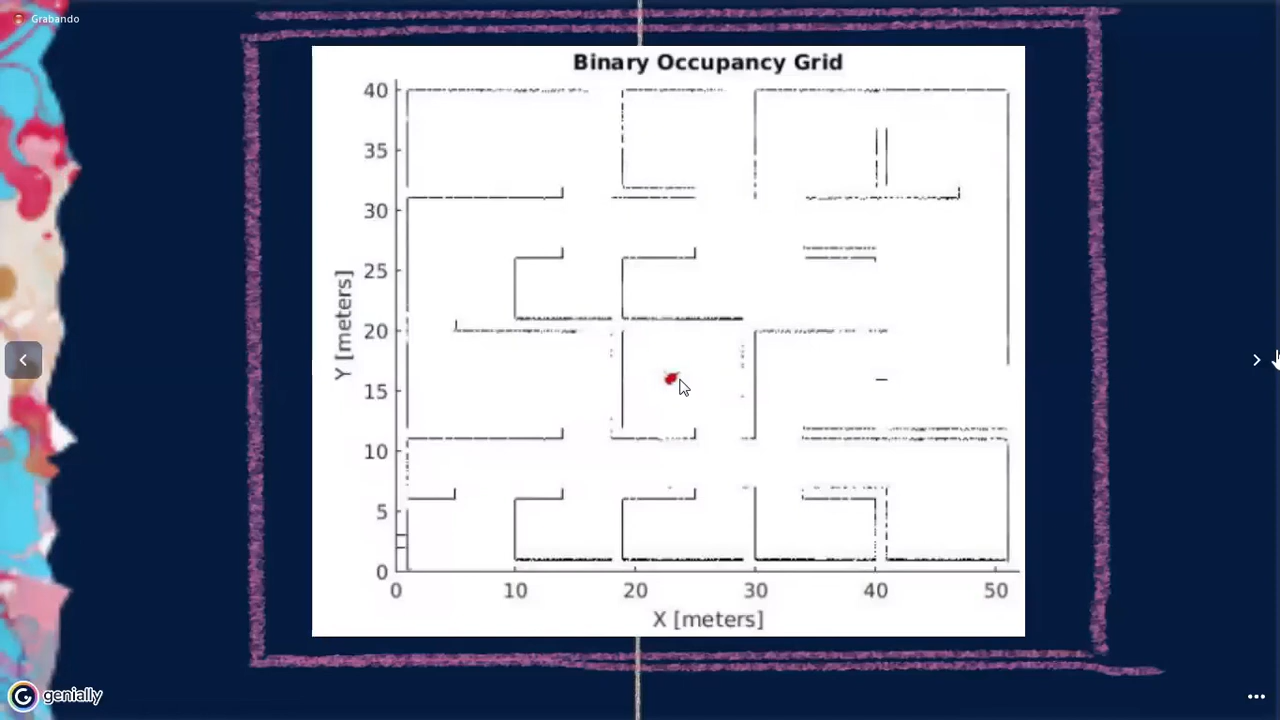 Grabando
Binary Occupancy Grid
40
35
30
25
20
15
10
5
0
Y [meters]
0 10 20 30 40 50
X [meters]
genially